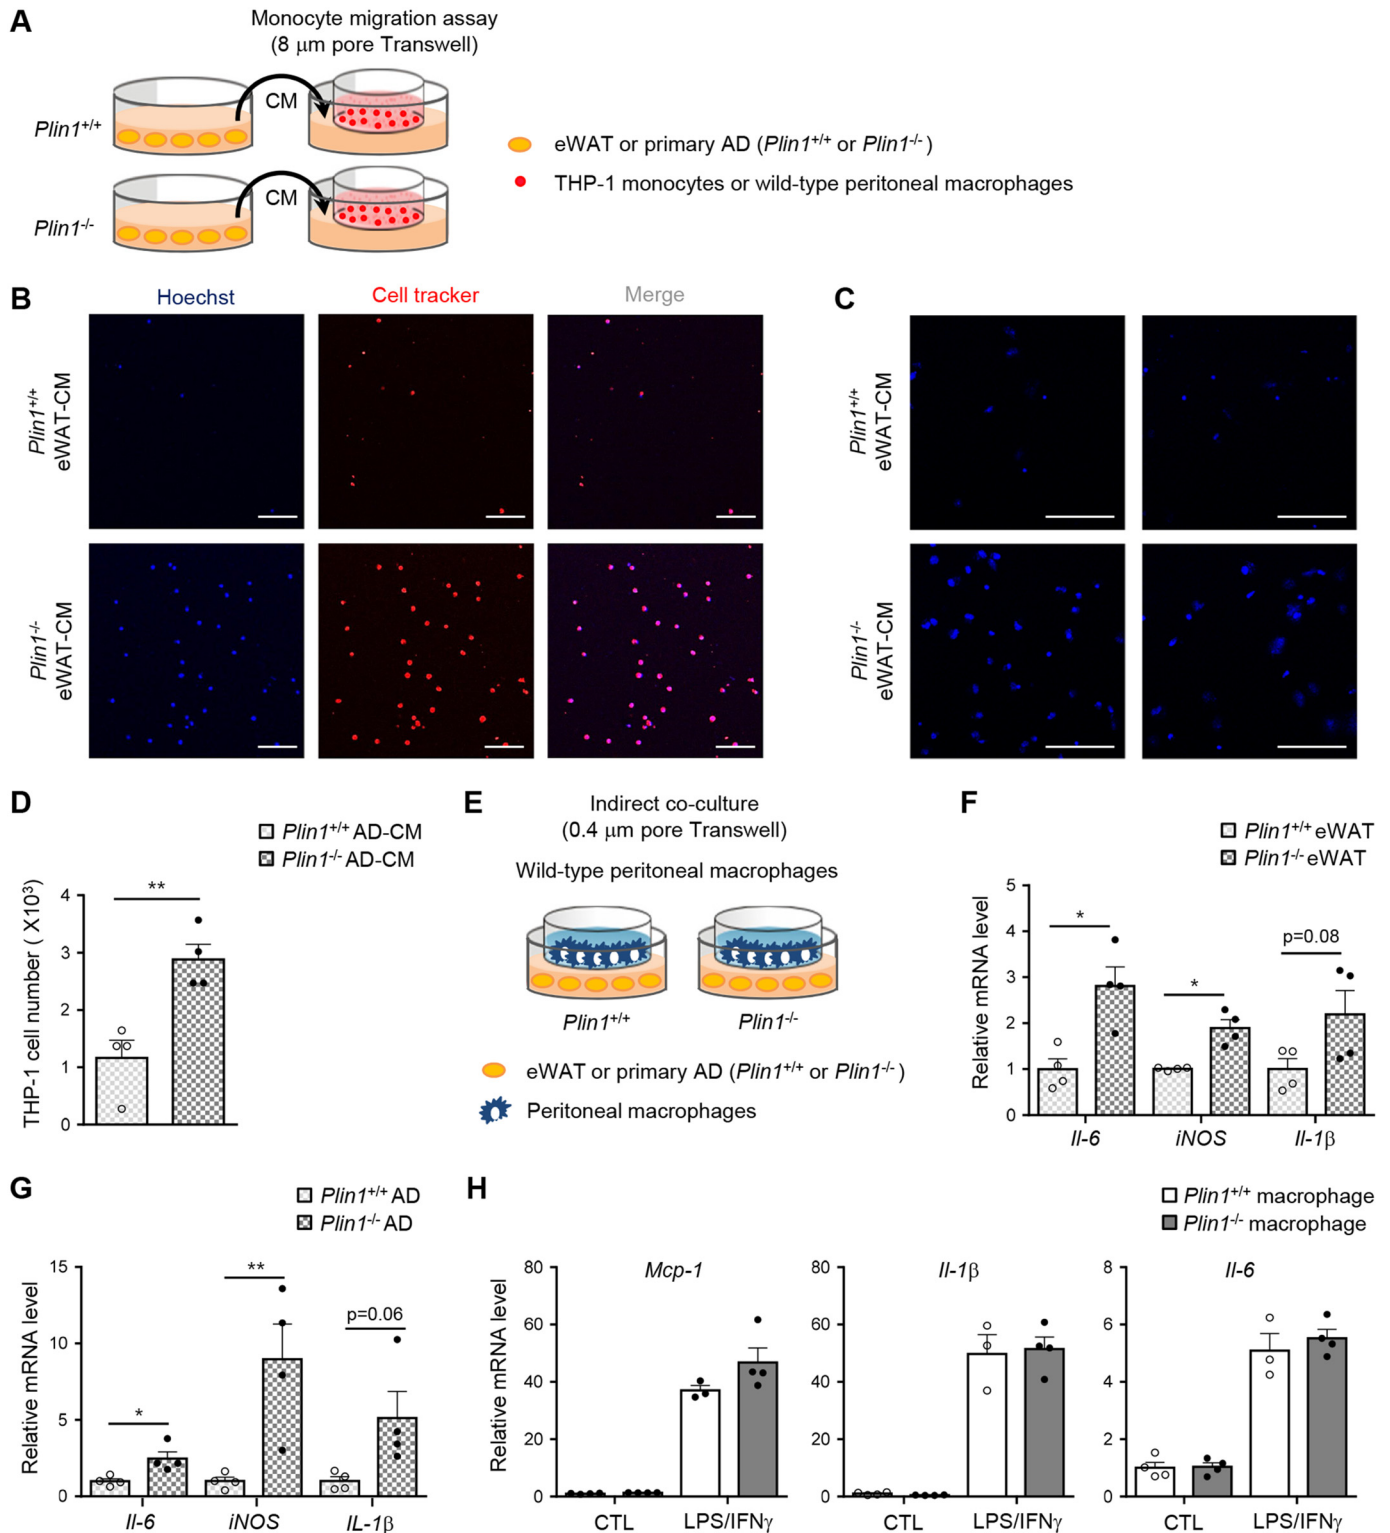 A
Monocyte migration assay
(8 μm pore Transwell)
Plin1+/+
CM
Plin1-/-
CM
eWAT or primary AD (Plin1+/+ or Plin1-/-)
THP-1 monocytes or wild-type peritoneal macrophages
B
Hoechst
Cell tracker
Merge
Plin1+/+
eWAT-CM
Plin1-/-
eWAT-CM
C
Plin1+/+
eWAT-CM
Plin1-/-
eWAT-CM
D
Plin1+/+ AD-CM
Plin1-/- AD-CM
THP-1 cell number ( X10³)
4
3
2
1
0
**
E
Indirect co-culture
(0.4 μm pore Transwell)
Wild-type peritoneal macrophages
Plin1+/+
Plin1-/-
eWAT or primary AD (Plin1+/+ or Plin1-/-)
Peritoneal macrophages
F
Plin1+/+ eWAT
Plin1-/- eWAT
Relative mRNA level
5
4
3
2
1
0
*
*
p=0.08
Il-6
iNOS
Il-1β
G
Plin1+/+ AD
Plin1-/- AD
Relative mRNA level
15
10
5
0
*
**
p=0.06
Il-6
iNOS
IL-1β
H
Plin1+/+ macrophage
Plin1-/- macrophage
Relative mRNA level
Mcp-1
80
60
40
20
0
CTL
LPS/IFNγ
Il-1β
80
60
40
20
0
CTL
LPS/IFNγ
Il-6
8
6
4
2
0
CTL
LPS/IFNγ